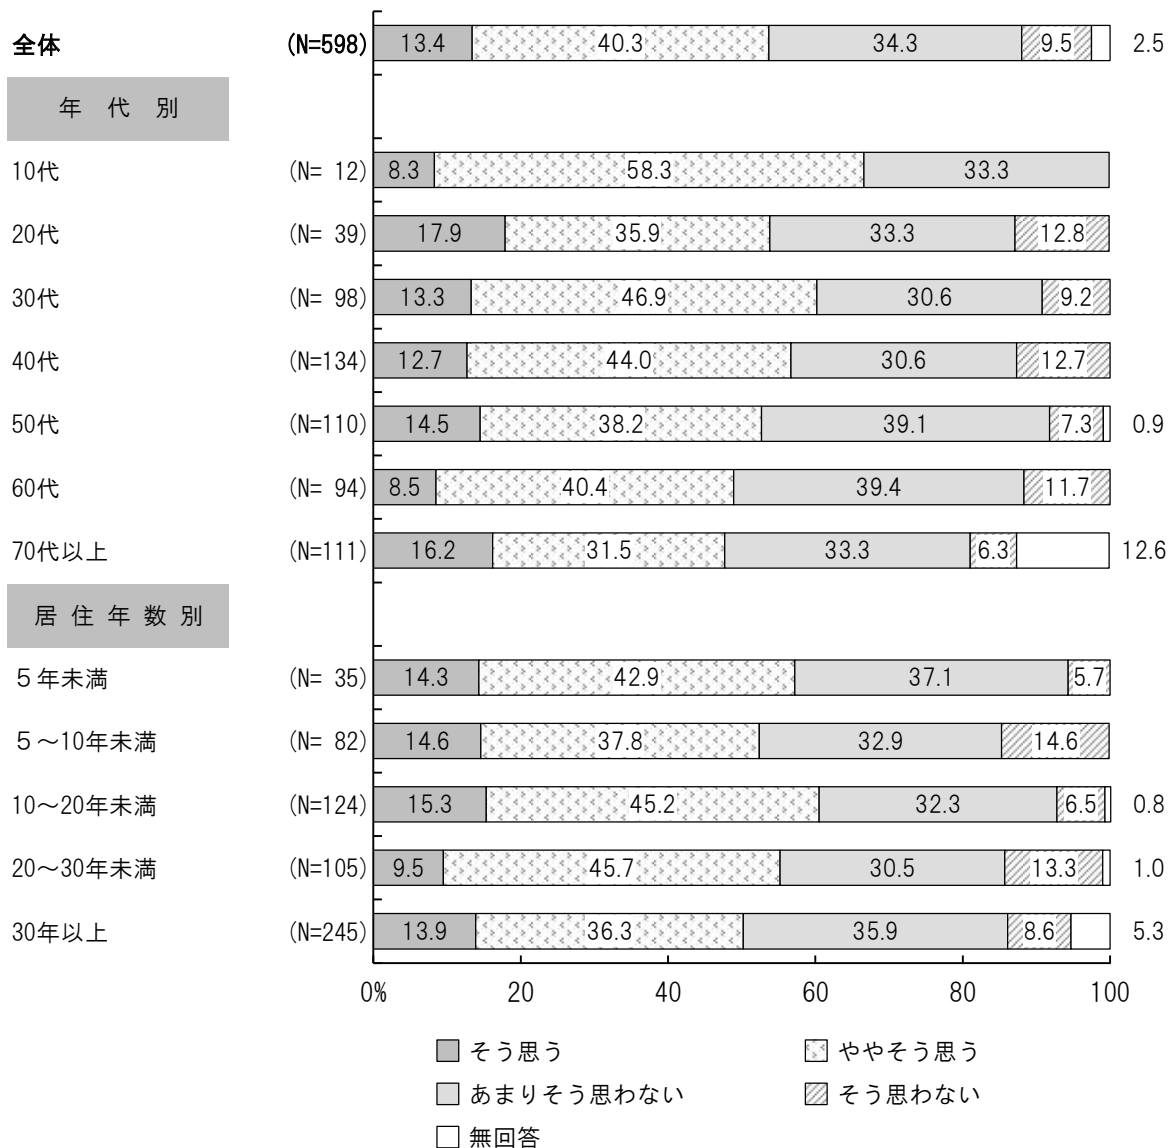 全体 (N=598) 13.4 40.3 34.3 9.5 2.5
年代別
10代 (N= 12) 8.3 58.3 33.3
20代 (N= 39) 17.9 35.9 33.3 12.8
30代 (N= 98) 13.3 46.9 30.6 9.2
40代 (N=134) 12.7 44.0 30.6 12.7
50代 (N=110) 14.5 38.2 39.1 7.3 0.9
60代 (N= 94) 8.5 40.4 39.4 11.7
70代以上 (N=111) 16.2 31.5 33.3 6.3 12.6
居住年数別
5年未満 (N= 35) 14.3 42.9 37.1 5.7
5～10年未満 (N= 82) 14.6 37.8 32.9 14.6
10～20年未満 (N=124) 15.3 45.2 32.3 6.5 0.8
20～30年未満 (N=105) 9.5 45.7 30.5 13.3 1.0
30年以上 (N=245) 13.9 36.3 35.9 8.6 5.3
0% 20 40 60 80 100
そう思う ややそう思う
あまりそう思わない そう思わない
無回答